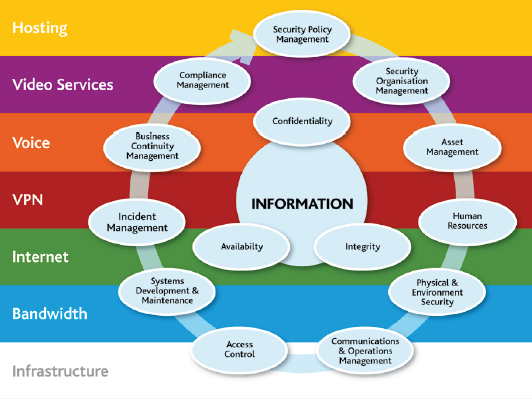 Hosting
Security Policy
Management
Video Services
Compliance
Management
Security
Organisation
Management
Confidentiality
Voice
Business
Continuity
Management
Asset
Management
VPN
INFORMATION
Incident
Management
Human
Resources
Internet
Availabilty
Integrity
Systems
Development &
Maintenance
Physical &
Environment
Security
Bandwidth
Access
Control
Communications
& Operations
Management
Infrastructure